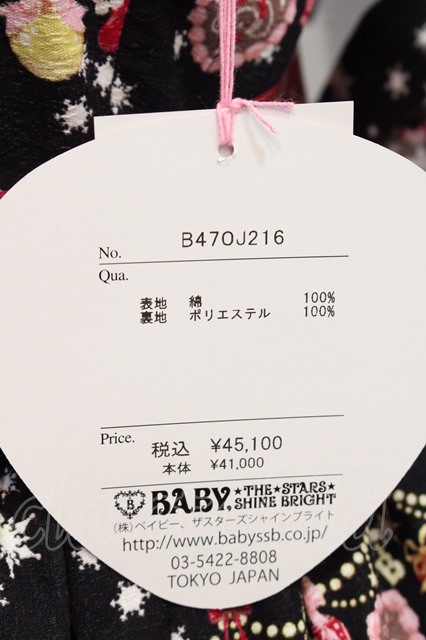 No. B47OJ216
Qua.
表地 綿 100%
裏地 ポリエステル 100%
Price. 税込 ¥45,100
本体 ¥41,000
B BABY, ★THE★STARS★
SHINE BRIGHT
(株)ベイビー、ザスターズシャインブライト
http://www.babyssb.co.jp/
03-5422-8808
TOKYO JAPAN